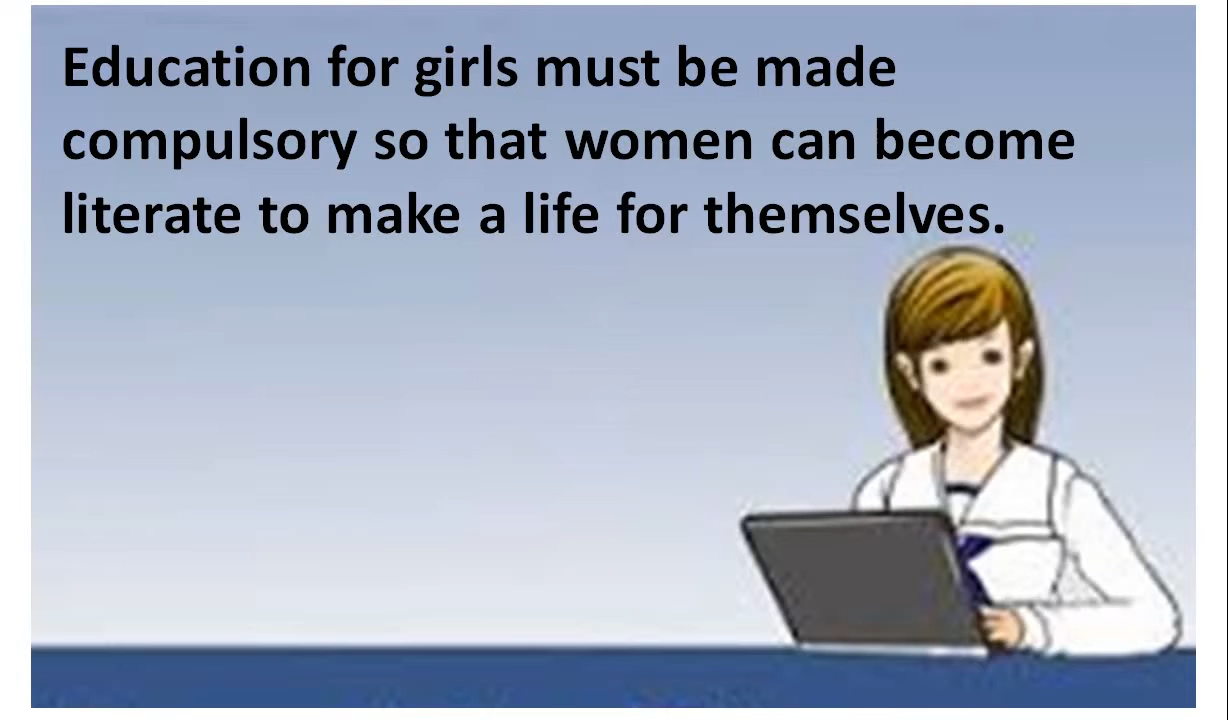 Education for girls must be made
compulsory so that women can become
literate to make a life for themselves.